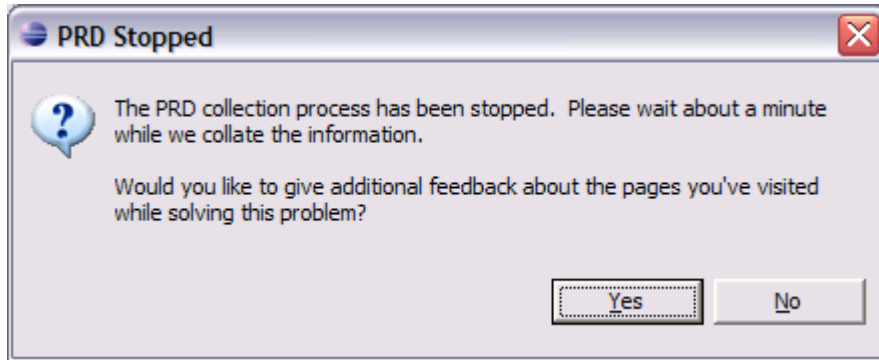 PRD Stopped
The PRD collection process has been stopped.  Please wait about a minute
while we collate the information.
Would you like to give additional feedback about the pages you've visited
while solving this problem?
Yes
No